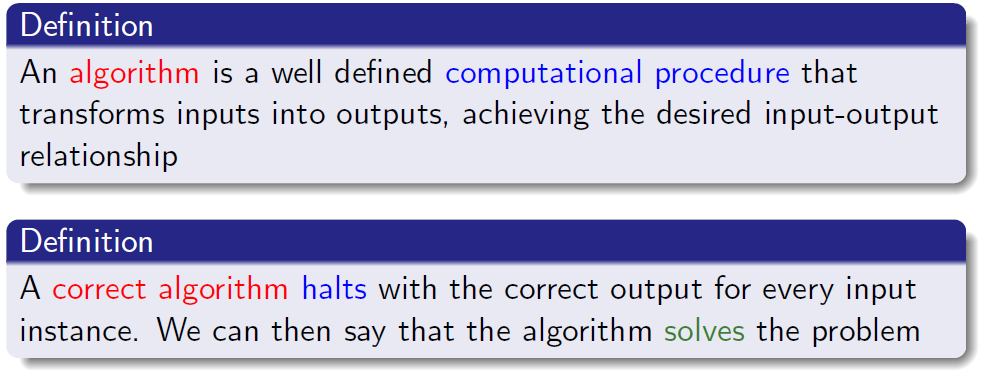 Definition
An algorithm is a well defined computational procedure that
transforms inputs into outputs, achieving the desired input-output
relationship
Definition
A correct algorithm halts with the correct output for every input
instance. We can then say that the algorithm solves the problem